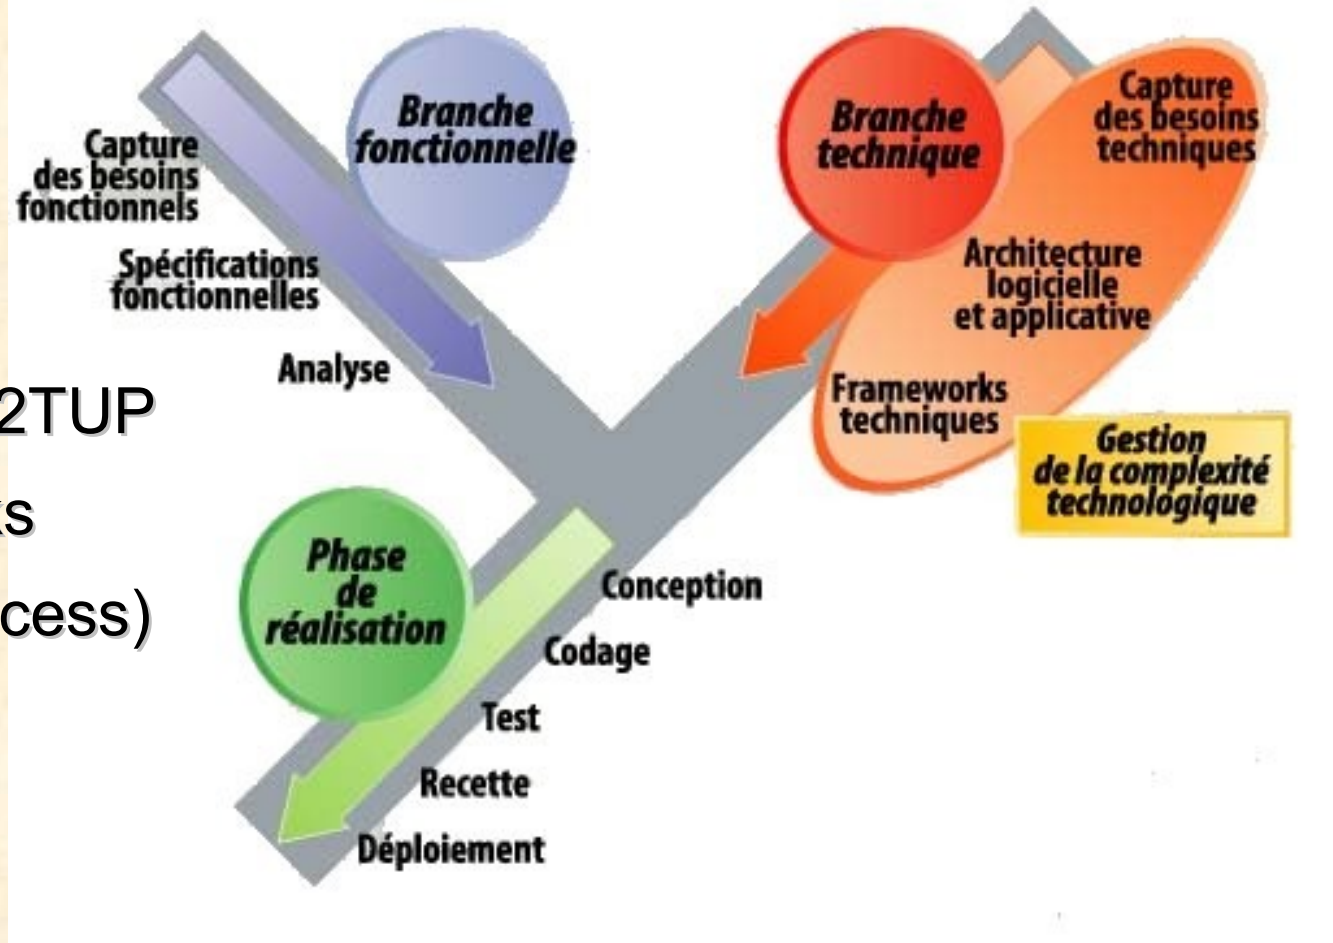 Branche
fonctionnelle
Capture
des besoins
fonctionnels
Spécifications
fonctionnelles
Analyse
2TUP
cess)
Branche
technique
Capture
des besoins
techniques
Architecture
logicielle
et applicative
Frameworks
techniques
Gestion
de la complexité
technologique
Phase
de
réalisation
Conception
Codage
Test
Recette
Déploiement